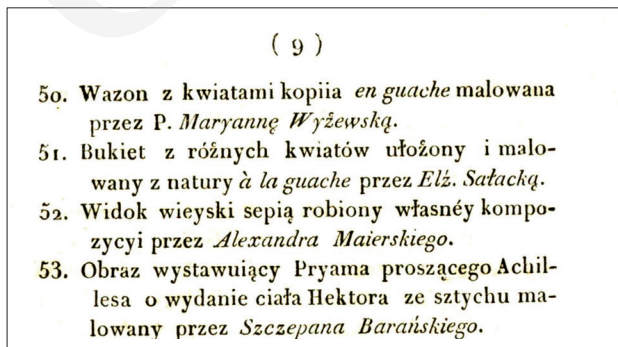 ( 9 )
50. Wazon z kwiatami kopiia en guache malowana
przez P. Maryannę Wyżewską.
51. Bukiet z różnych kwiatów ułożony i malo-
wany z natury à la guache przez Elż. Sałacką.
52. Widok wieyski sepią robiony własnéy kompo-
zycyi przez Alexandra Maierskiego.
53. Obraz wystawuiący Pryama proszącego Achil-
lesa o wydanie ciała Hektora ze sztychu ma-
lowany przez Szczepana Barańskiego.